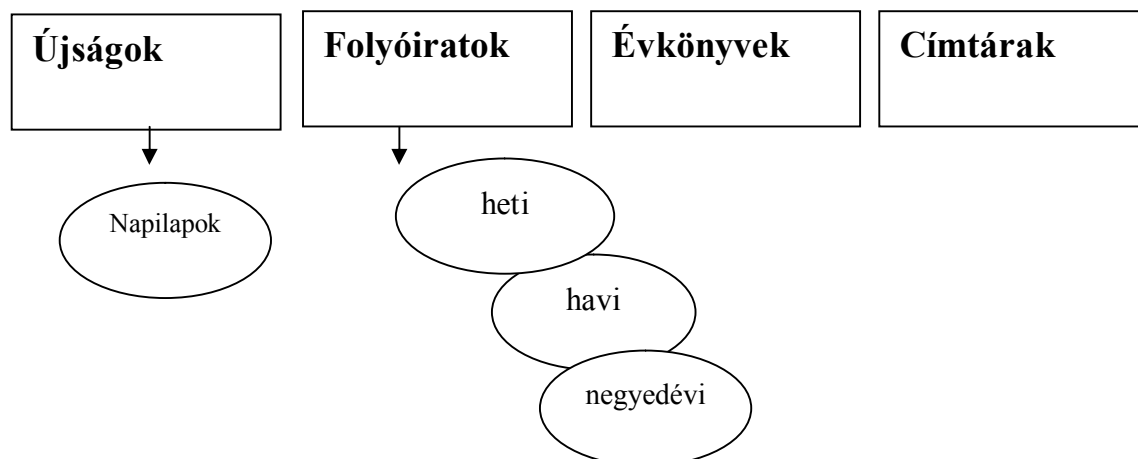 Újságok
Folyóiratok
Évkönyvek
Címtárak
Napilapok
heti
havi
negyedévi